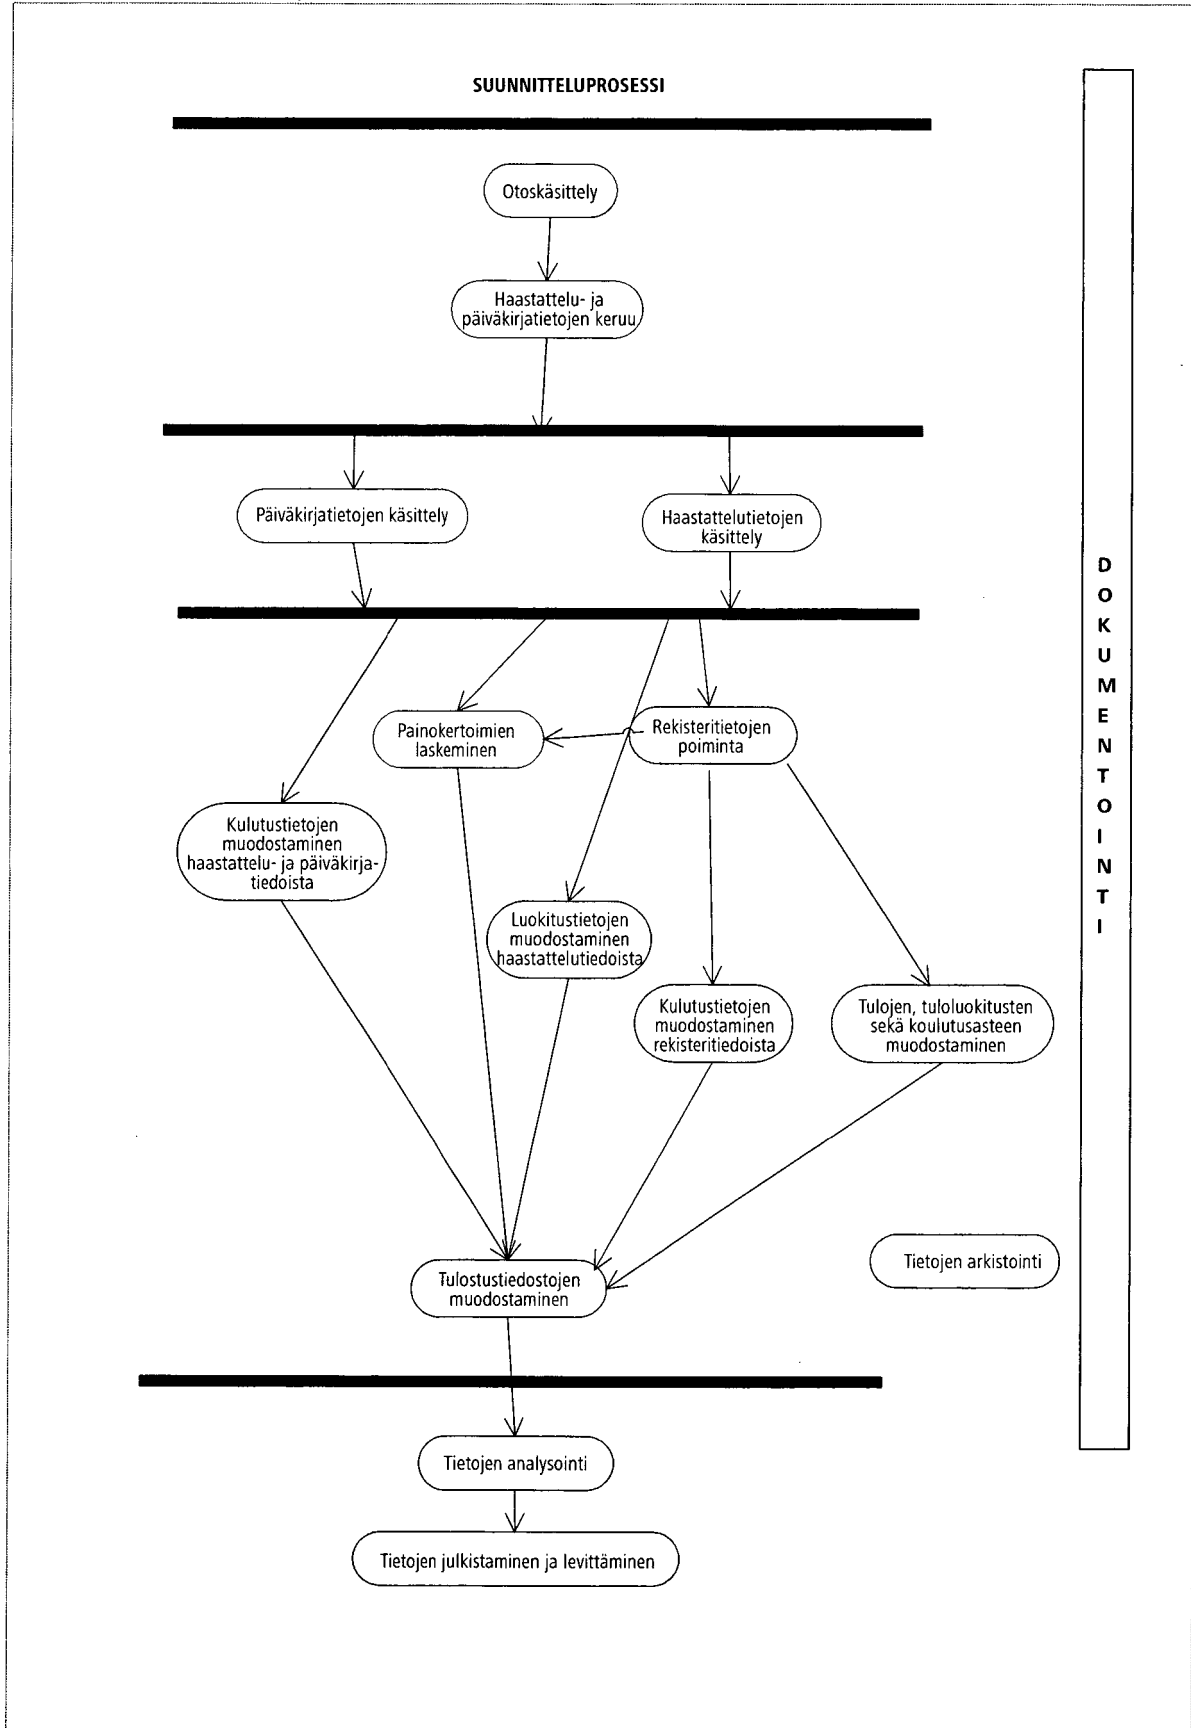 SUUNNITTELUPROSESSI
Otoskäsittely
Haastattelu- ja
päiväkirjatietojen keruu
Päiväkirjatietojen käsittely
Haastattelutietojen
käsittely
Painokertoimien
laskeminen
Rekisteritietojen
poiminta
Kulutustietojen
muodostaminen
haastattelu- ja päiväkirja-
tiedoista
Luokitustietojen
muodostaminen
haastattelutiedoista
Kulutustietojen
muodostaminen
rekisteritiedoista
Tulojen, tuloluokitusten
sekä koulutusasteen
muodostaminen
Tietojen arkistointi
Tulostustiedostojen
muodostaminen
Tietojen analysointi
Tietojen julkistaminen ja levittäminen
D
O
K
U
M
E
N
T
O
I
N
T
I